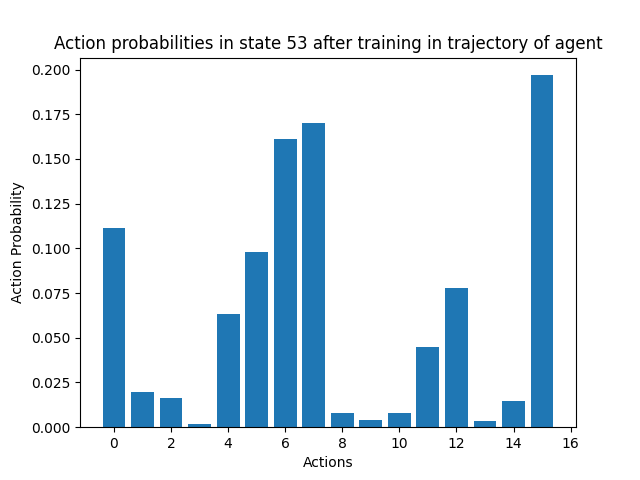 Action probabilities in state 53 after training in trajectory of agent
0.200
0.175
0.150
0.125
0.100
0.075
0.050
0.025
0.000
Action Probability
0 2 4 6 8 10 12 14 16
Actions